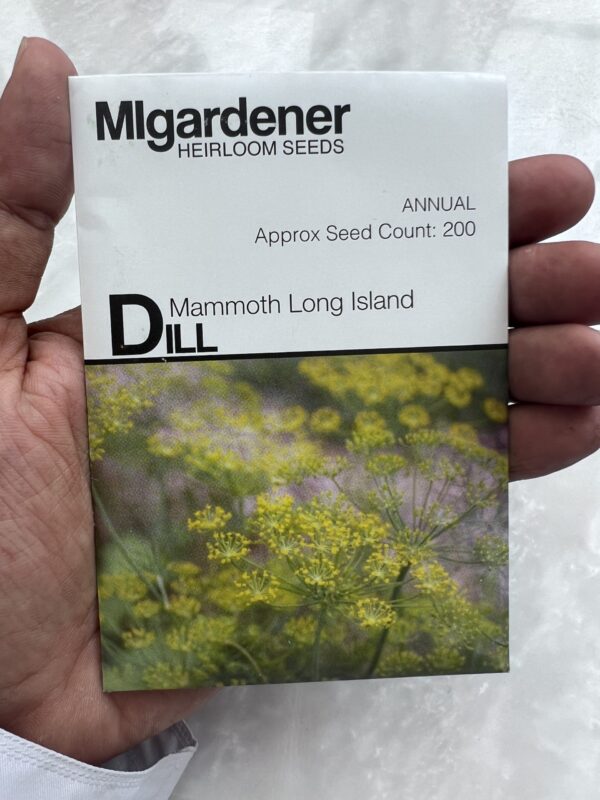 MIgardener
HEIRLOOM SEEDS
ANNUAL
Approx Seed Count: 200
Mammoth Long Island
DILL